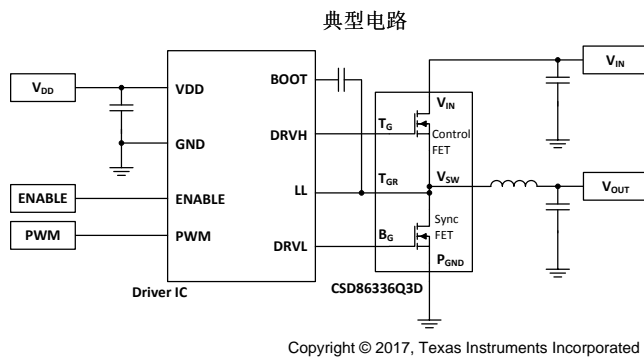 典型电路
VDD
VDD
GND
ENABLE
ENABLE
PWM
PWM
BOOT
DRVH
LL
DRVL
Driver IC
TG
TGR
BG
VIN
Control
FET
VSW
Sync
FET
PGND
CSD86336Q3D
VIN
VOUT
Copyright © 2017, Texas Instruments Incorporated